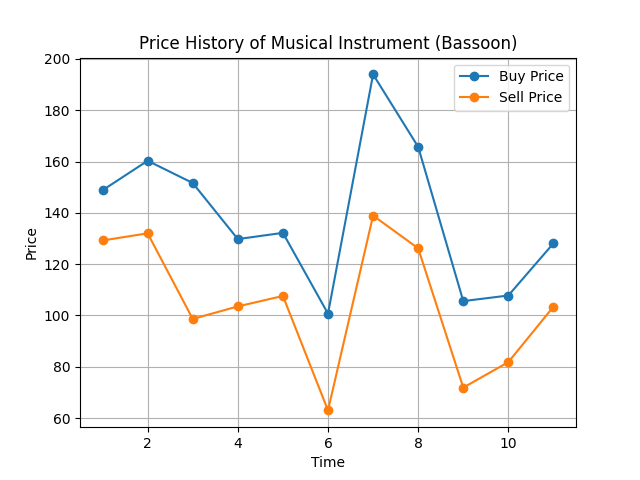 Price History of Musical Instrument (Bassoon)
Buy Price
Sell Price
200
180
160
140
120
100
80
60
Price
2 4 6 8 10
Time